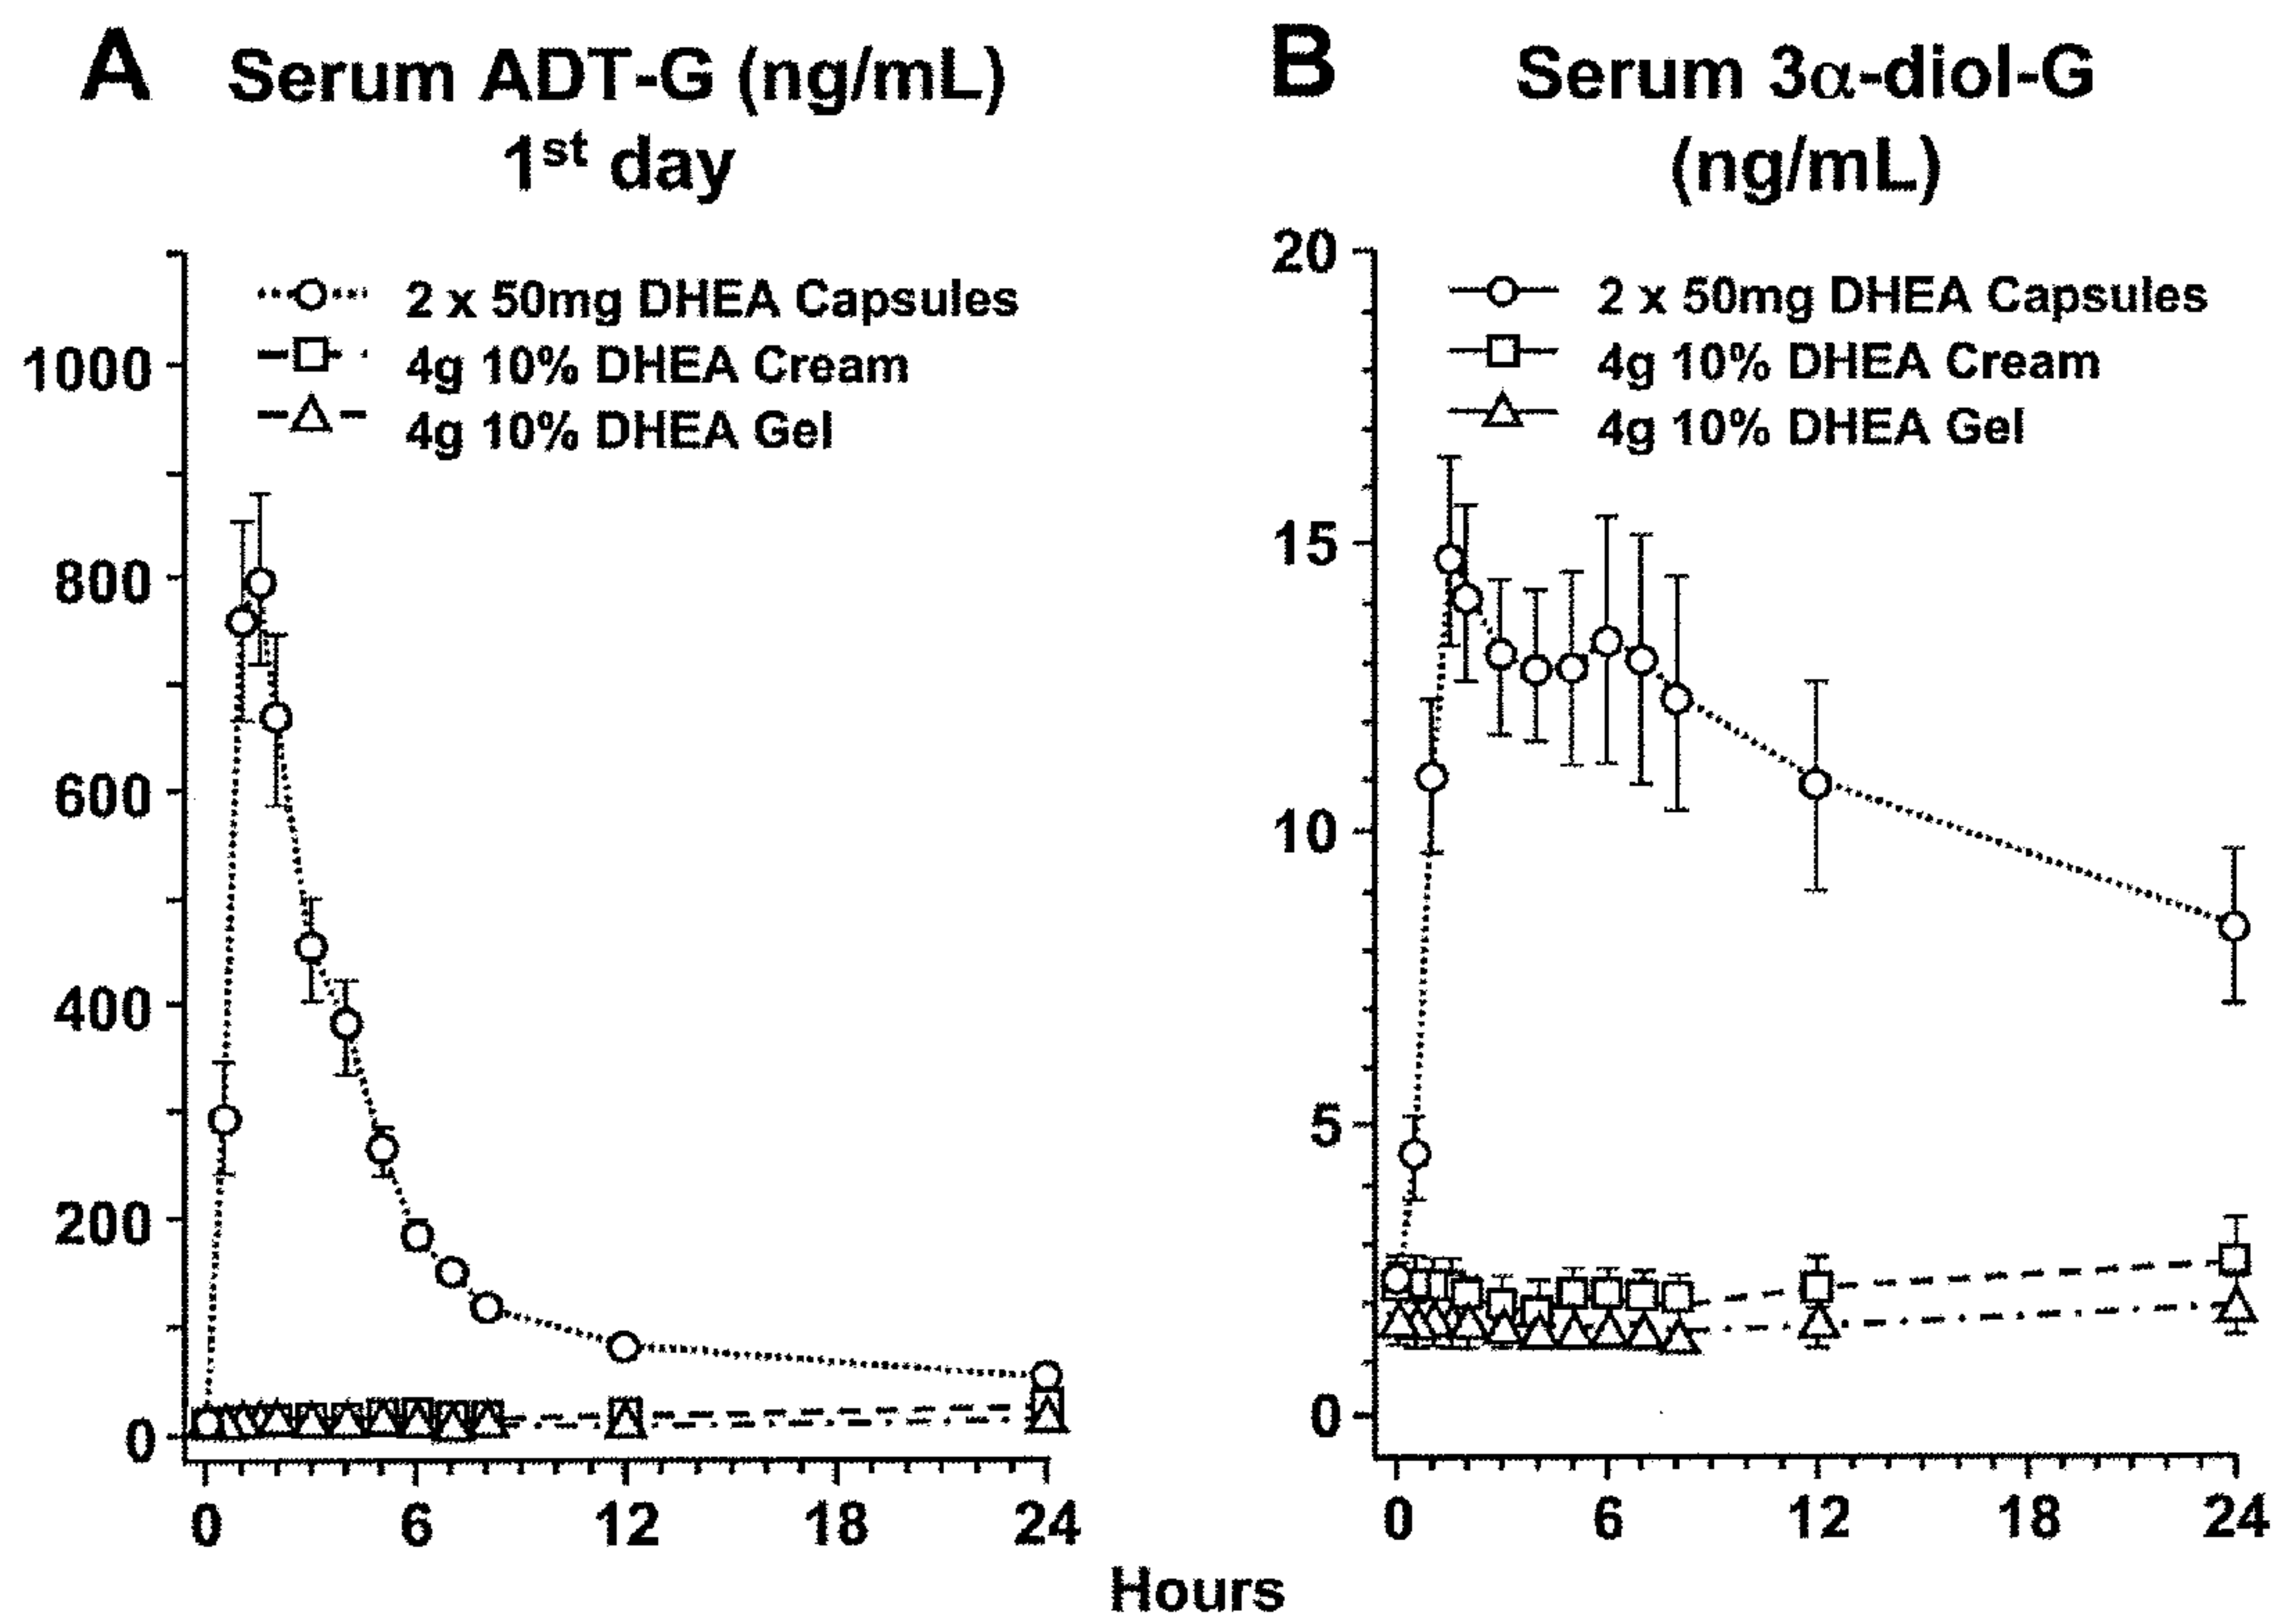 A Serum ADT-G (ng/mL)
1st day
2 x 50mg DHEA Capsules
4g 10% DHEA Cream
4g 10% DHEA Gel
1000
800
600
400
200
0
0 6 12 18 24
B Serum 3α-diol-G
(ng/mL)
20
2 x 50mg DHEA Capsules
4g 10% DHEA Cream
4g 10% DHEA Gel
15
10
5
0
0 6 12 18 24
Hours